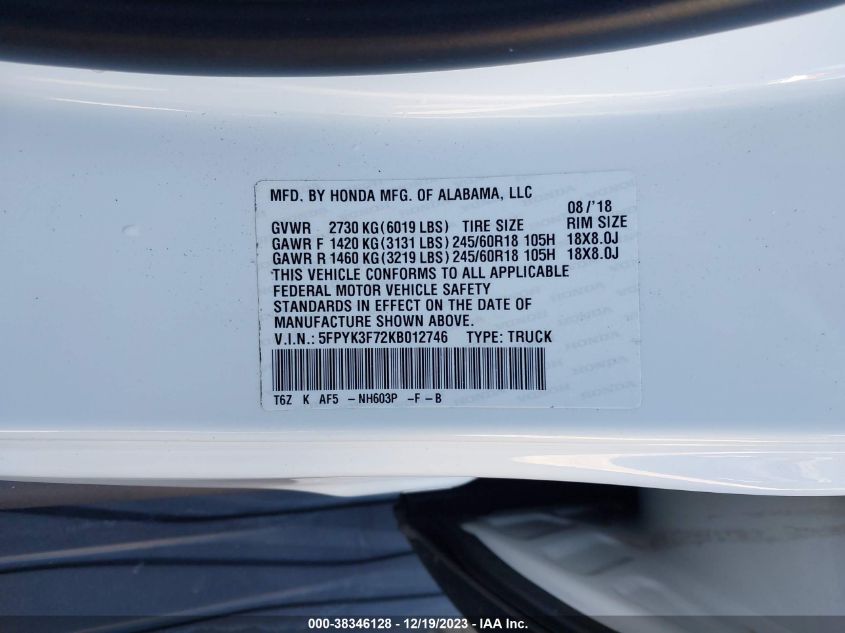 MFD. BY HONDA MFG. OF ALABAMA, LLC
08/'18
GVWR 2730 KG(6019 LBS) TIRE SIZE RIM SIZE
GAWR F 1420 KG(3131 LBS) 245/60R18 105H 18X8.0J
GAWR R 1460 KG(3219 LBS) 245/60R18 105H 18X8.0J
THIS VEHICLE CONFORMS TO ALL APPLICABLE
FEDERAL MOTOR VEHICLE SAFETY
STANDARDS IN EFFECT ON THE DATE OF
MANUFACTURE SHOWN ABOVE.
V.I.N.: 5FPYK3F72KB012746 TYPE: TRUCK
T6Z K AF5 -NH603P -F-B
000-38346128 - 12/19/2023 - IAA Inc.